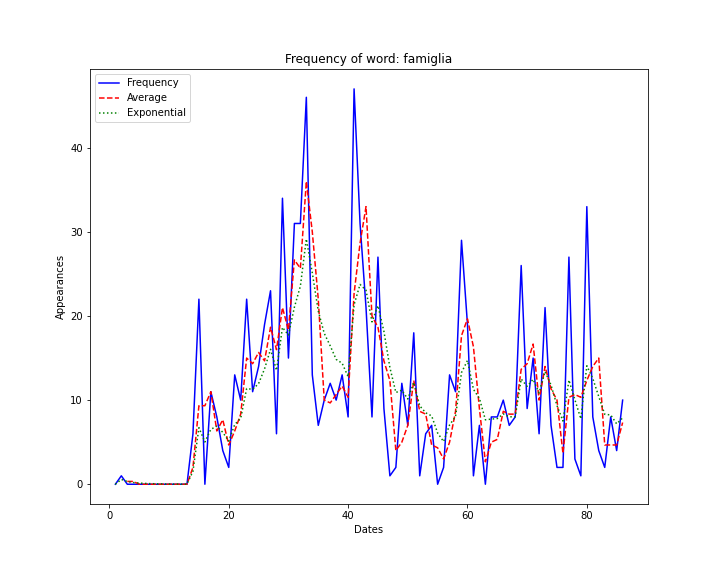 Frequency of word: famiglia
Frequency
Average
Exponential
Appearances
40
30
20
10
0
0 20 40 60 80
Dates